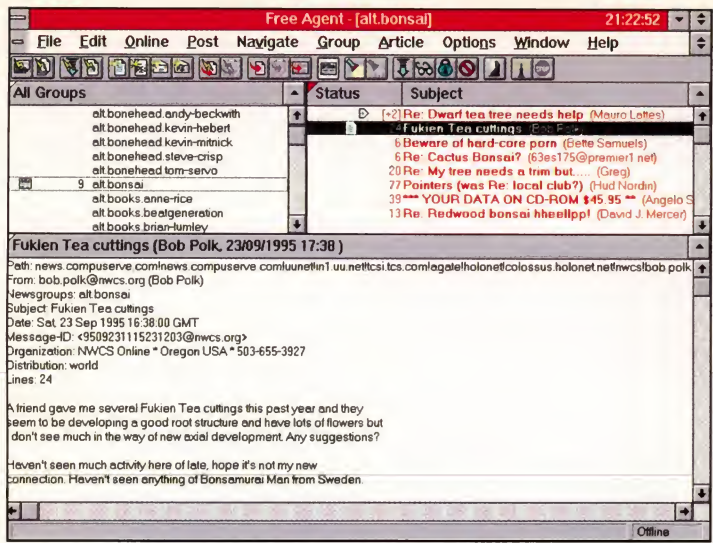 Free Agent - [alt.bonsai] 21:22:52
File Edit Online Post Navigate Group Article Options Window Help
All Groups
alt.bonehead.andy-beckwith
alt.bonehead.kevin-hebert
alt.bonehead.kevin-mitnick
alt.bonehead.steve-crisp
alt.bonehead.tom-servo
9 alt.bonsai
alt.books.anne-rice
alt.books.beatgeneration
alt.books.brian-lumley
Status Subject
[+2] Re: Dwarf tea tree needs help (Mauro Lottes)
24 Fukien Tea cuttings (Bob Polk)
6 Beware of hard-core porn (Bette Samuels)
6 Re: Cactus Bonsai? (63es175@premier1.net)
20 Re: My tree needs a trim but..... (Greg)
77 Pointers (was Re: local club?) (Hud Nordin)
39 *** YOUR DATA ON CD-ROM $45.95 ** (Angelo S
13 Re: Redwood bonsai hheellpp! (David J. Mercer)
Fukien Tea cuttings (Bob Polk, 23/09/1995 17:38 )
Path: news.compuserve.com!news.compuserve.com!uunet!in1.uu.net!tcsi.tcs.com!agate!holonet!colossus.holonet.net!nwcs!bob.polk
From: bob.polk@nwcs.org (Bob Polk)
Newsgroups: alt.bonsai
Subject: Fukien Tea cuttings
Date: Sat, 23 Sep 1995 16:38:00 GMT
Message-ID: <9509231115231203@nwcs.org>
Organization: NWCS Online * Oregon USA * 503-655-3927
Distribution: world
Lines: 24
A friend gave me several Fukien Tea cuttings this past year and they
seem to be developing a good root structure and have lots of flowers but
I don't see much in the way of new axial development. Any suggestions?
Haven't seen much activity here of late, hope it's not my new
connection. Haven't seen anything of Bonsamurai Man from Sweden.
Offline